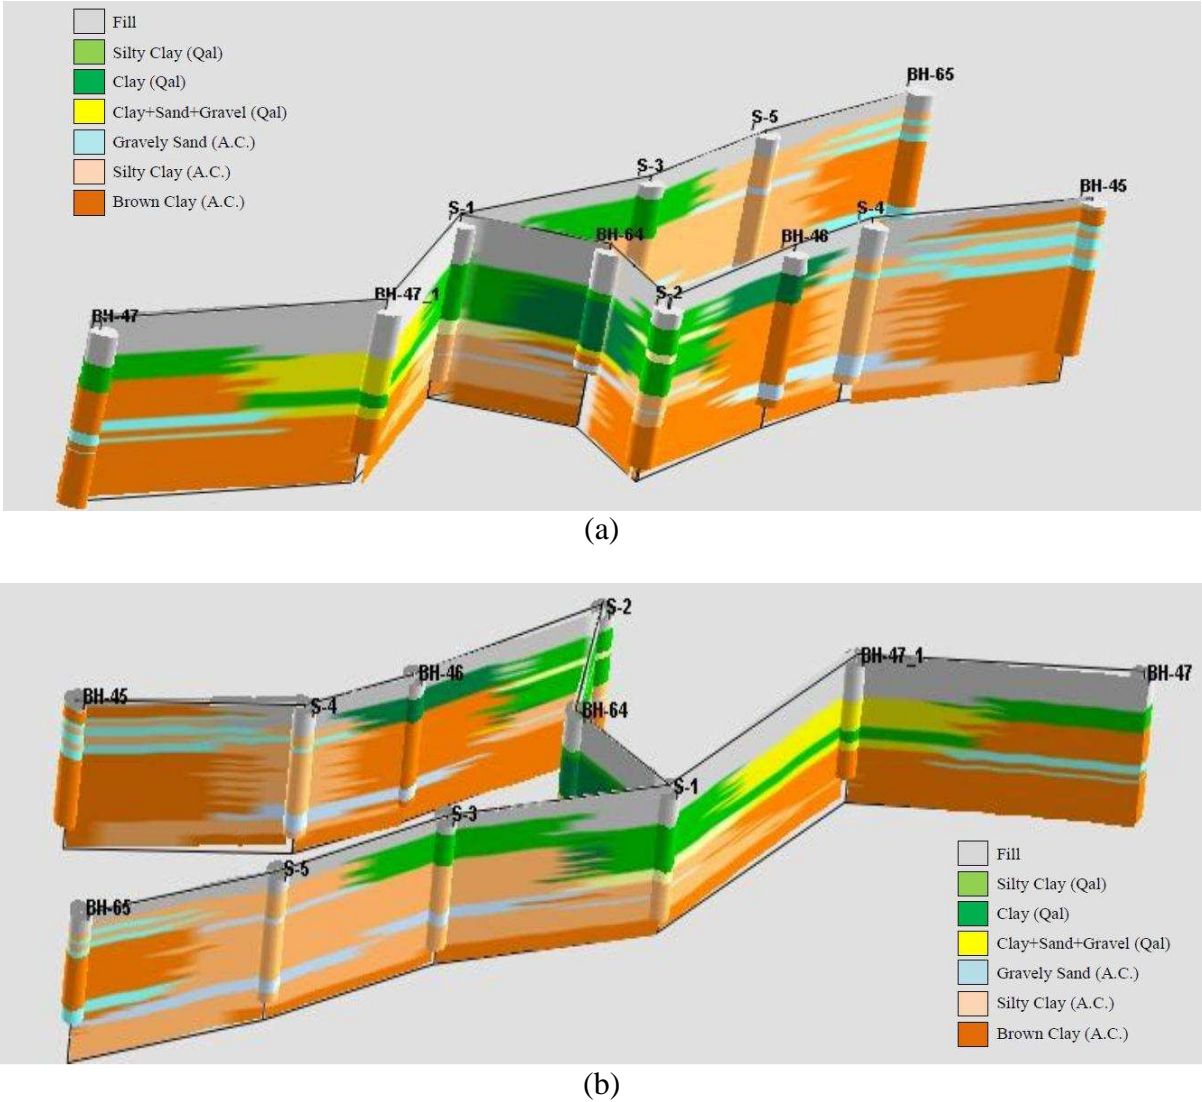 Fill
Silty Clay (Qal)
Clay (Qal)
Clay+Sand+Gravel (Qal)
Gravely Sand (A.C.)
Silty Clay (A.C.)
Brown Clay (A.C.)
BH-65
S-5
S-3
BH-45
S-1
S-4
BH-64
BH-46
BH-47_1
S-2
BH-47
(a)
S-2
BH-47_1
BH-46
BH-47
BH-45
S-4
BH-64
S-1
S-3
S-5
BH-65
Fill
Silty Clay (Qal)
Clay (Qal)
Clay+Sand+Gravel (Qal)
Gravely Sand (A.C.)
Silty Clay (A.C.)
Brown Clay (A.C.)
(b)